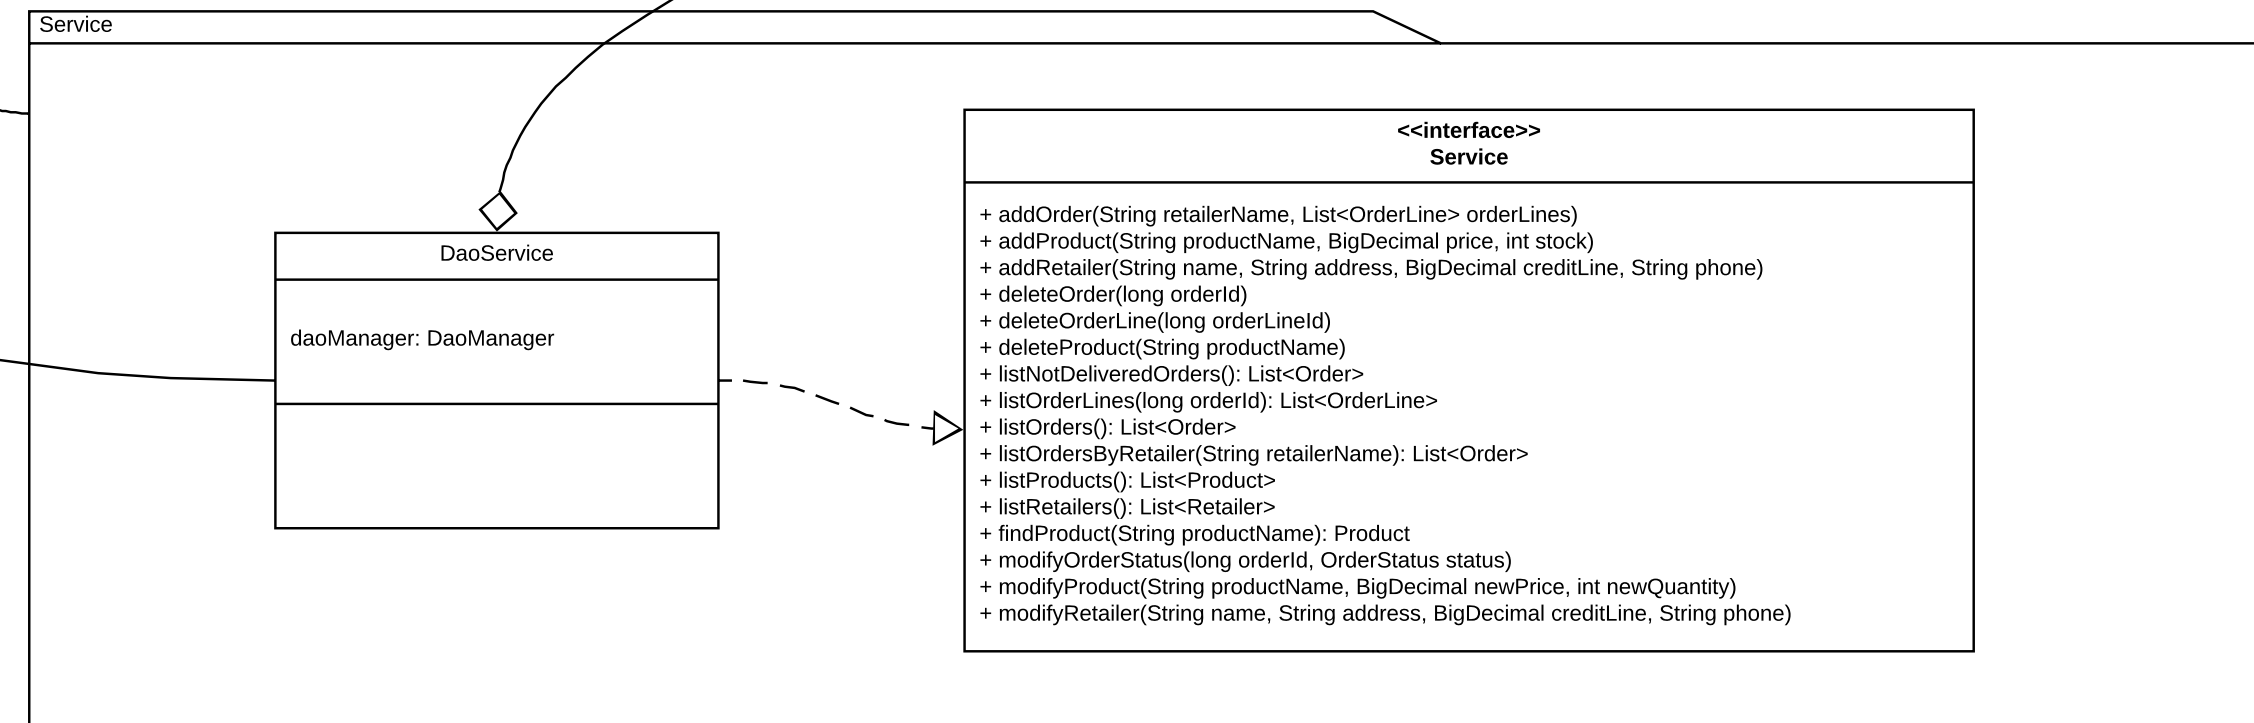 Service
DaoService
daoManager: DaoManager
<<interface>>
Service
+ addOrder(String retailerName, List<OrderLine> orderLines)
+ addProduct(String productName, BigDecimal price, int stock)
+ addRetailer(String name, String address, BigDecimal creditLine, String phone)
+ deleteOrder(long orderId)
+ deleteOrderLine(long orderLineId)
+ deleteProduct(String productName)
+ listNotDeliveredOrders(): List<Order>
+ listOrderLines(long orderId): List<OrderLine>
+ listOrders(): List<Order>
+ listOrdersByRetailer(String retailerName): List<Order>
+ listProducts(): List<Product>
+ listRetailers(): List<Retailer>
+ findProduct(String productName): Product
+ modifyOrderStatus(long orderId, OrderStatus status)
+ modifyProduct(String productName, BigDecimal newPrice, int newQuantity)
+ modifyRetailer(String name, String address, BigDecimal creditLine, String phone)